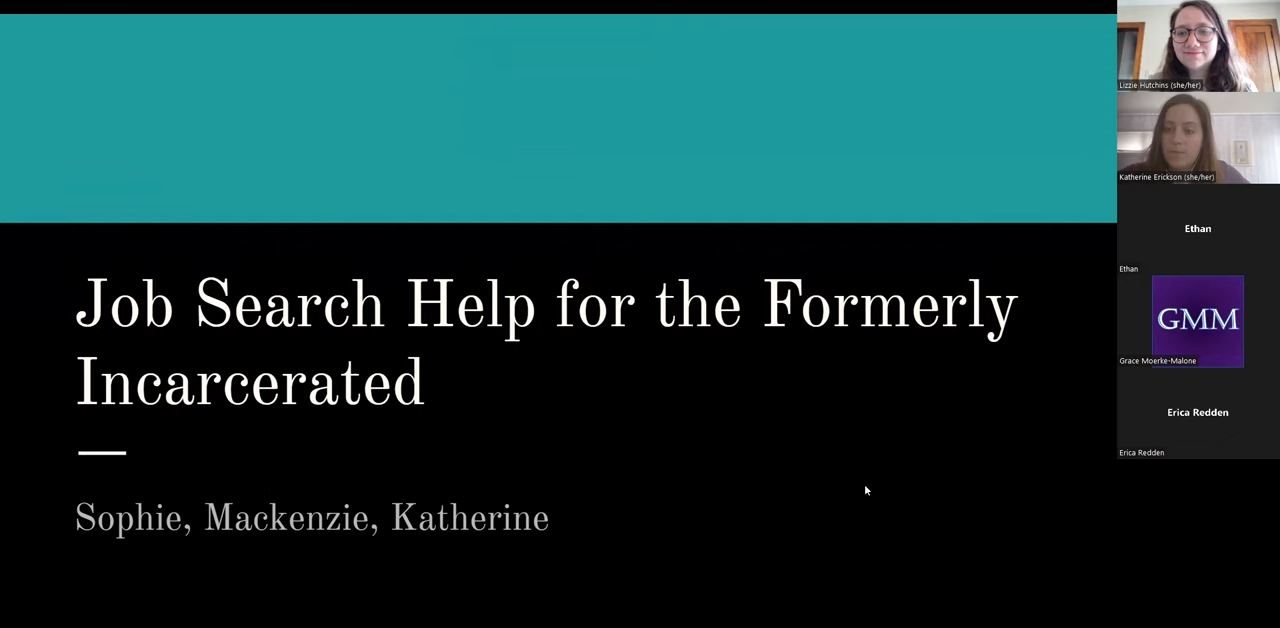 Job Search Help for the Formerly
Incarcerated
Sophie, Mackenzie, Katherine
Lizzie Hutchins (she/her)
Katherine Erickson (she/her)
Ethan
Ethan
GMM
Grace Moerke-Malone
Erica Redden
Erica Redden